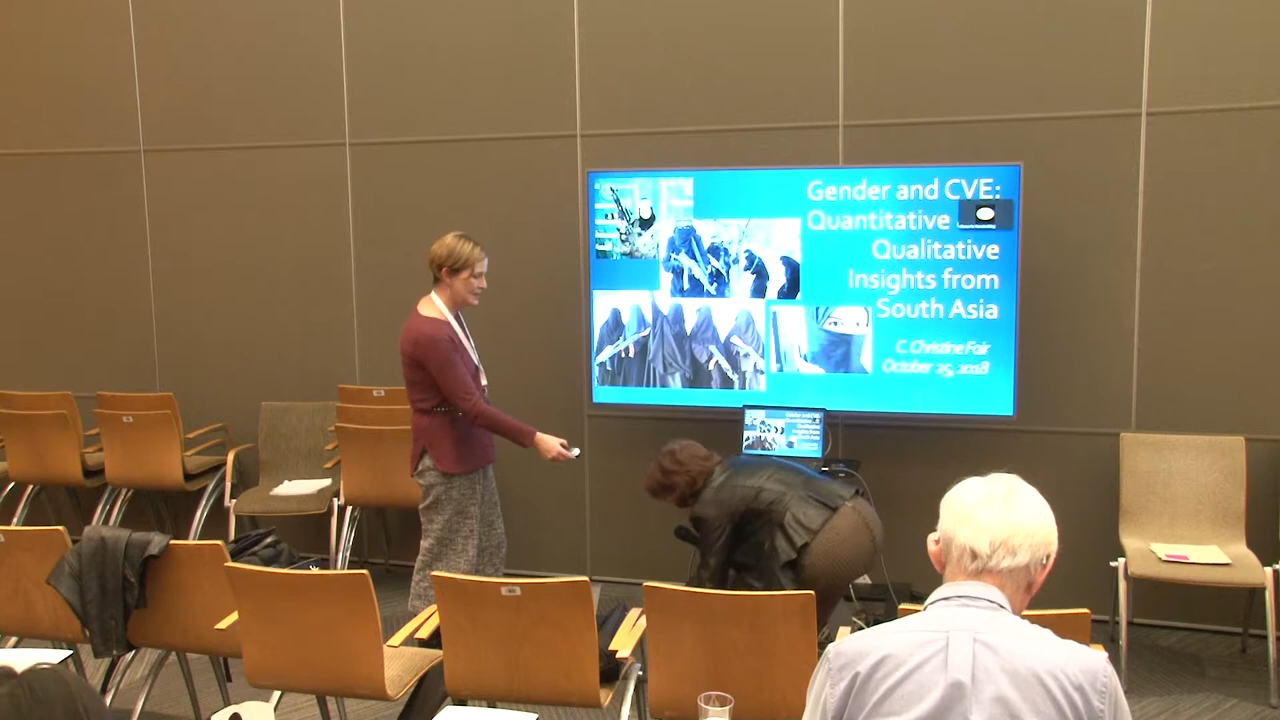 Gender and CVE:
Quantitative
Qualitative
Insights from
South Asia
C. Christine Fair
October 25, 2018